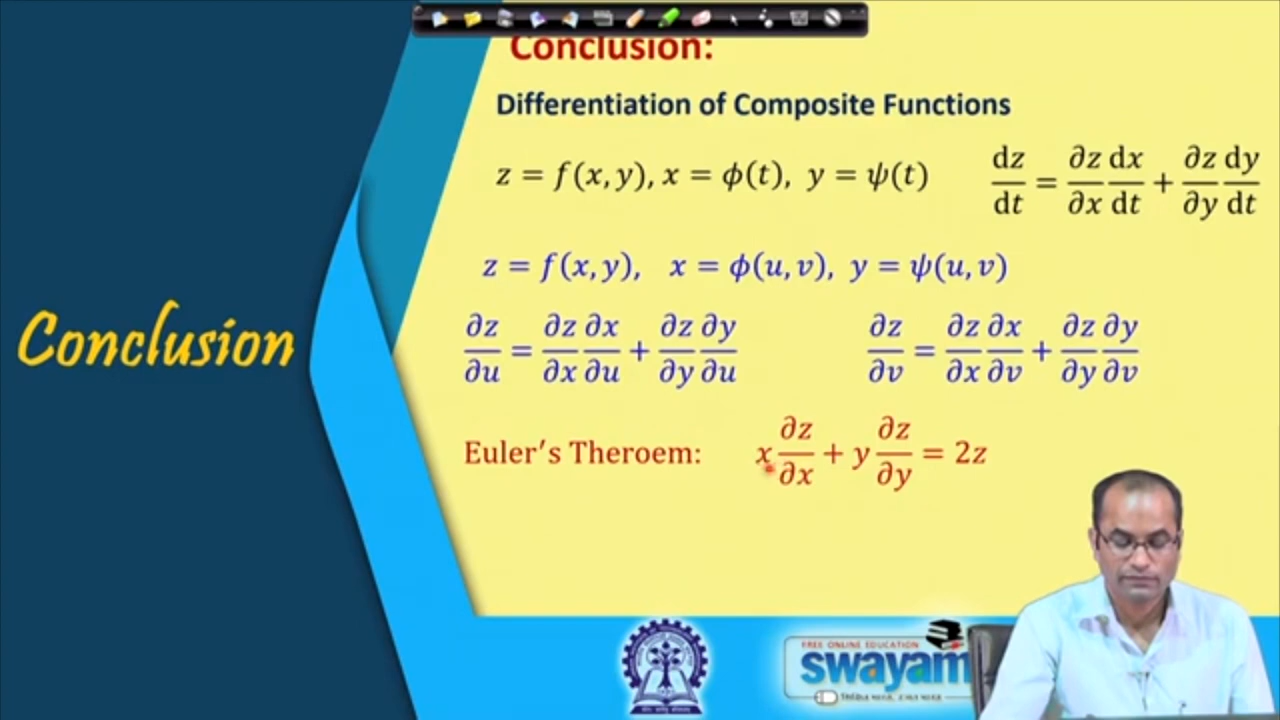 Conclusion:
Differentiation of Composite Functions
z = f(x, y), x = ϕ(t), y = ψ(t) dz/dt = ∂z/∂x dx/dt + ∂z/∂y dy/dt
z = f(x, y), x = ϕ(u, v), y = ψ(u, v)
Conclusion
∂z/∂u = ∂z/∂x ∂x/∂u + ∂z/∂y ∂y/∂u ∂z/∂v = ∂z/∂x ∂x/∂v + ∂z/∂y ∂y/∂v
Euler′s Theroem: x ∂z/∂x + y ∂z/∂y = 2z
FREE ONLINE EDUCATION
swayam